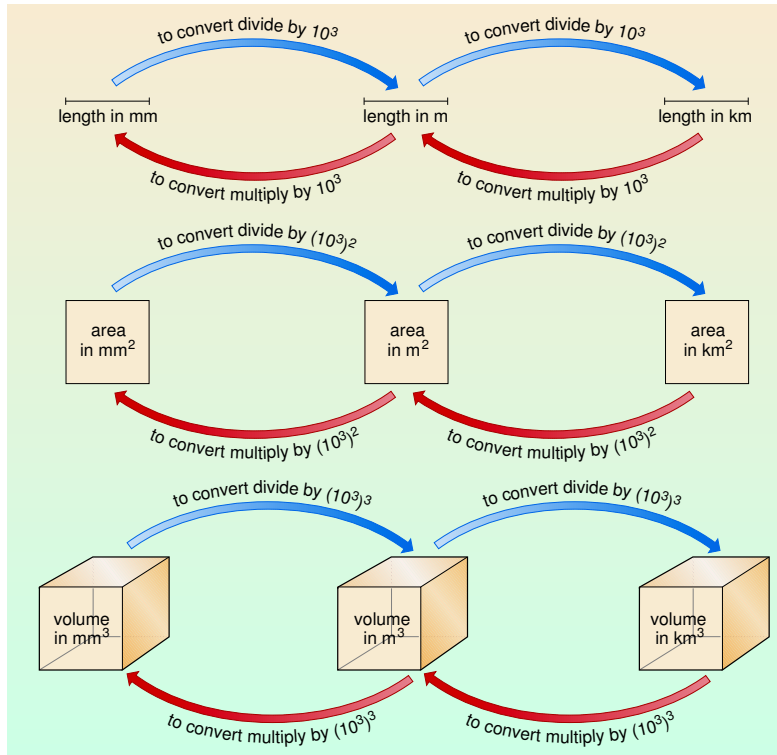 to convert divide by 10³
to convert divide by 10³
length in mm
length in m
length in km
to convert multiply by 10³
to convert multiply by 10³
to convert divide by (10³)²
to convert divide by (10³)²
area
in mm²
area
in m²
area
in km²
to convert multiply by (10³)²
to convert multiply by (10³)²
to convert divide by (10³)³
to convert divide by (10³)³
volume
in mm³
volume
in m³
volume
in km³
to convert multiply by (10³)³
to convert multiply by (10³)³